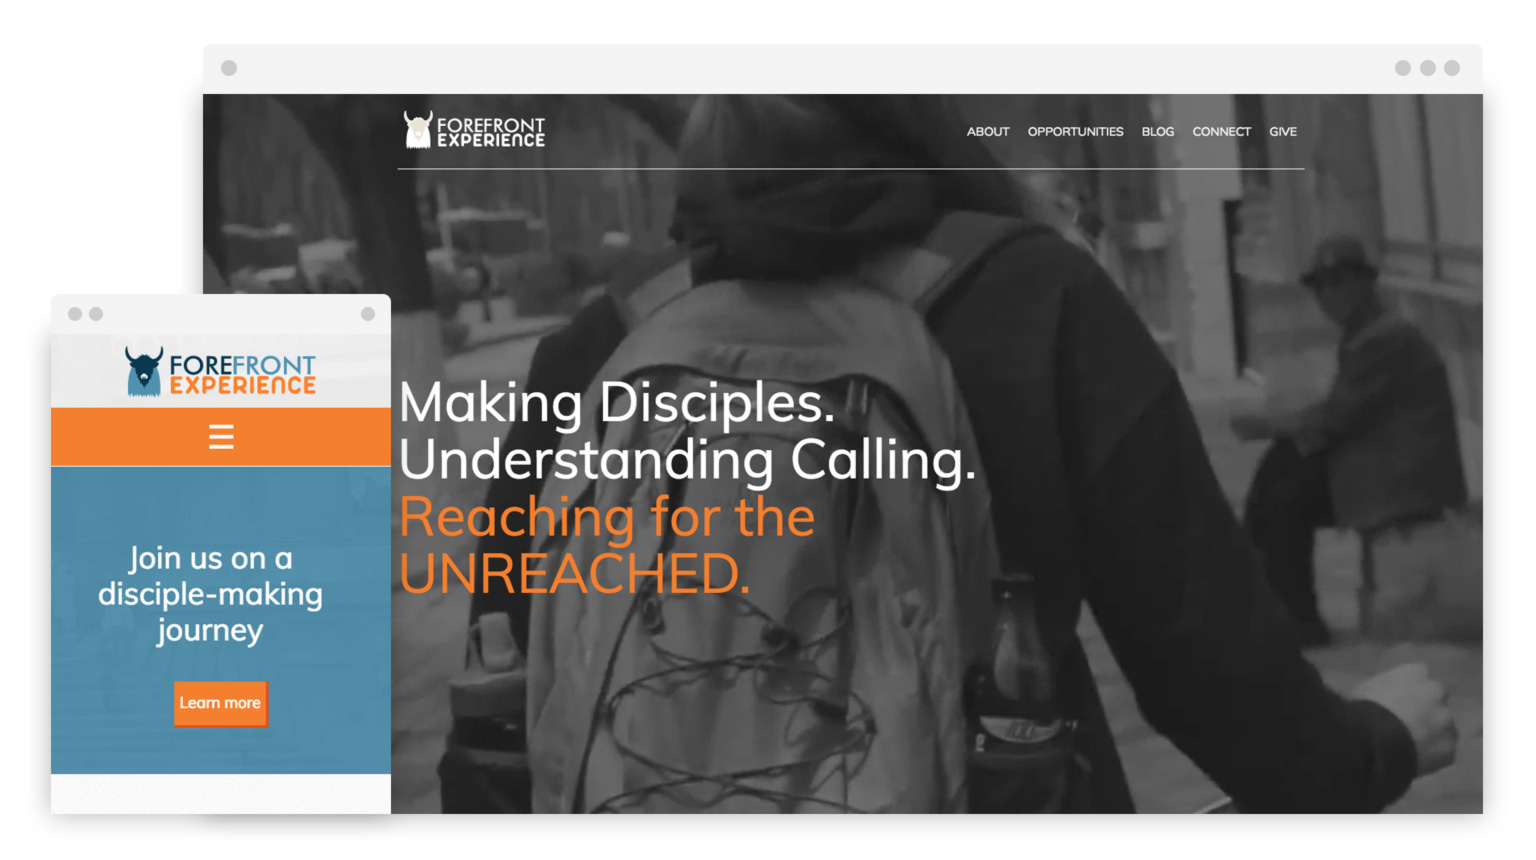 FOREFRONT
EXPERIENCE
ABOUT OPPORTUNITIES BLOG CONNECT GIVE
Making Disciples.
Understanding Calling.
Reaching for the
UNREACHED.
FOREFRONT
EXPERIENCE
Join us on a
disciple-making
journey
Learn more